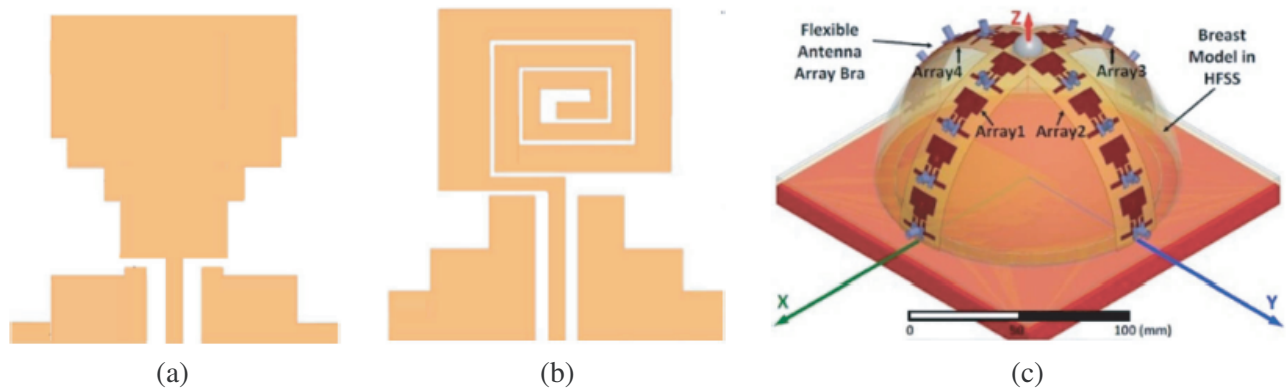 Flexible
Antenna
Array Bra
Z
Breast
Model in
HFSS
Array4
Array3
Array1
Array2
X
Y
0
50
100 (mm)
(a)
(b)
(c)